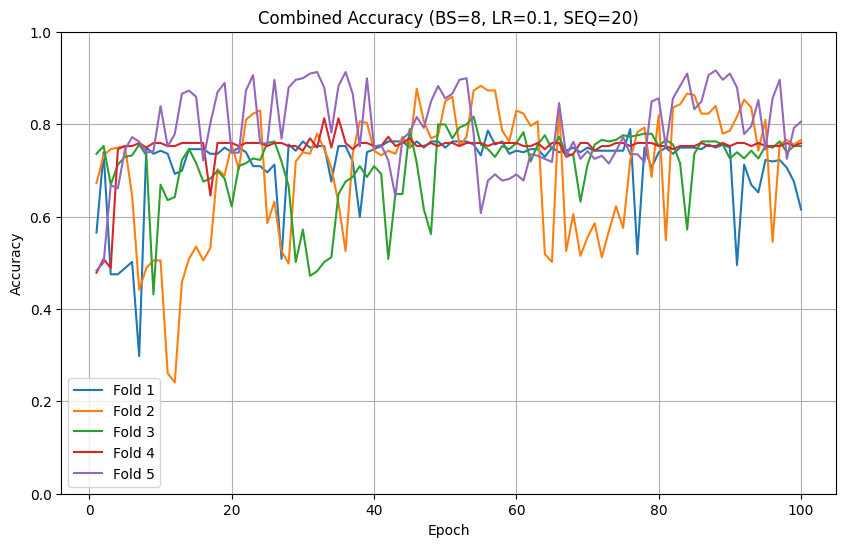 Combined Accuracy (BS=8, LR=0.1, SEQ=20)
1.0
0.8
0.6
0.4
0.2
0.0
Accuracy
Fold 1
Fold 2
Fold 3
Fold 4
Fold 5
0 20 40 60 80 100
Epoch